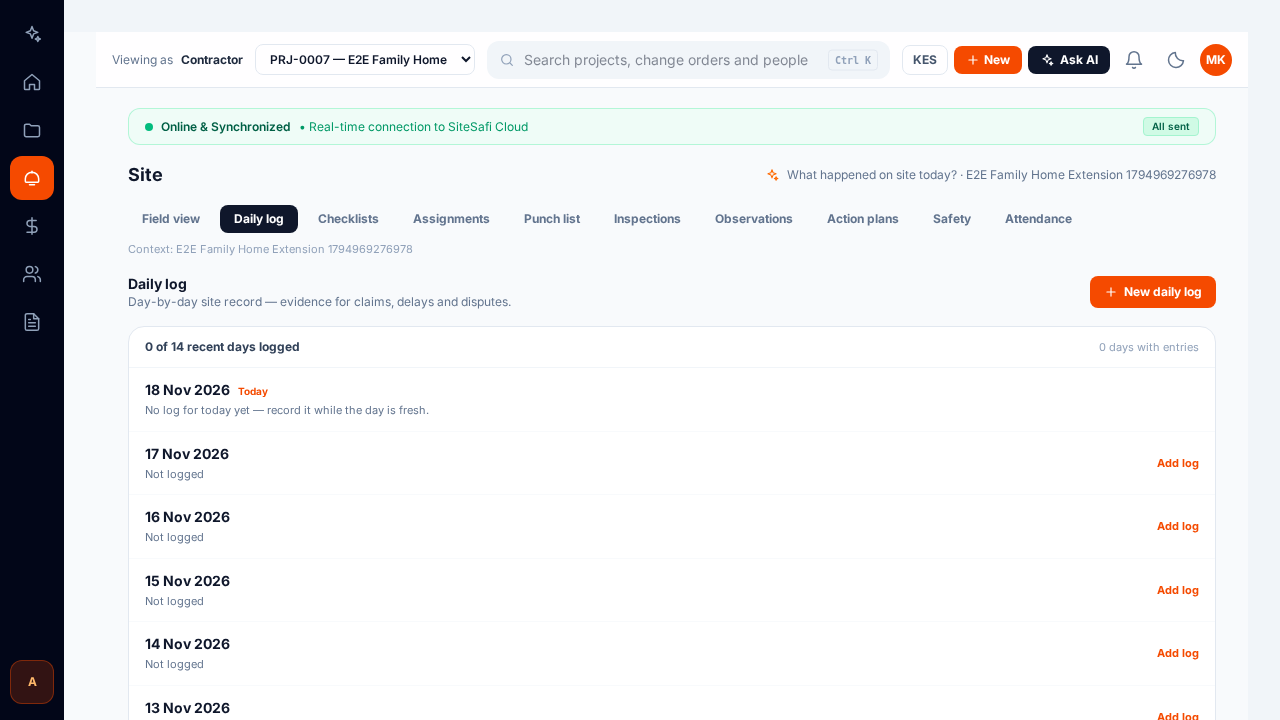 Viewing as Contractor
PRJ-0007 — E2E Family Home
Search projects, change orders and people
Ctrl K
KES
New
Ask AI
MK
Online & Synchronized • Real-time connection to SiteSafi Cloud
All sent
Site
What happened on site today? · E2E Family Home Extension 1794969276978
Field view
Daily log
Checklists
Assignments
Punch list
Inspections
Observations
Action plans
Safety
Attendance
Context: E2E Family Home Extension 1794969276978
Daily log
Day-by-day site record — evidence for claims, delays and disputes.
New daily log
0 of 14 recent days logged
0 days with entries
18 Nov 2026 Today
No log for today yet — record it while the day is fresh.
17 Nov 2026
Not logged
Add log
16 Nov 2026
Not logged
Add log
15 Nov 2026
Not logged
Add log
14 Nov 2026
Not logged
Add log
13 Nov 2026
Add log
A